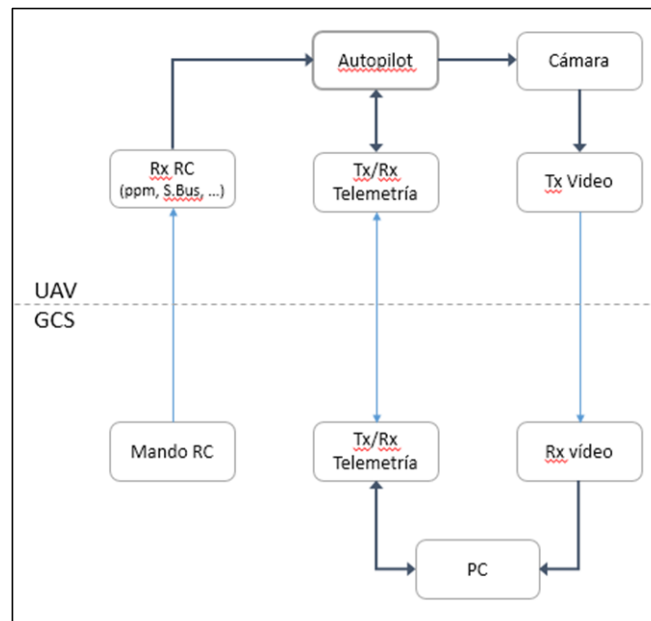 Autopilot
Cámara
Rx RC
(ppm, S.Bus, ...)
Tx/Rx
Telemetría
Tx Video
UAV
GCS
Mando RC
Tx/Rx
Telemetría
Rx vídeo
PC